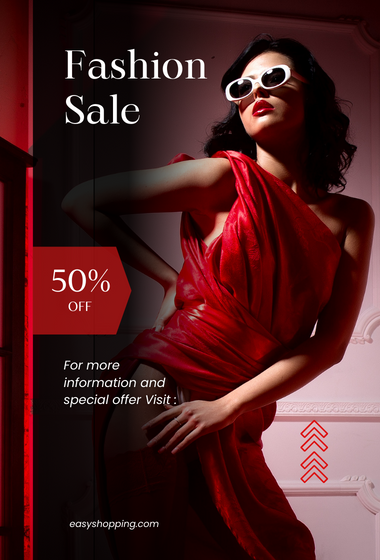 Fashion
Sale
50%
OFF
For more
information and
special offer Visit :
easyshopping.com